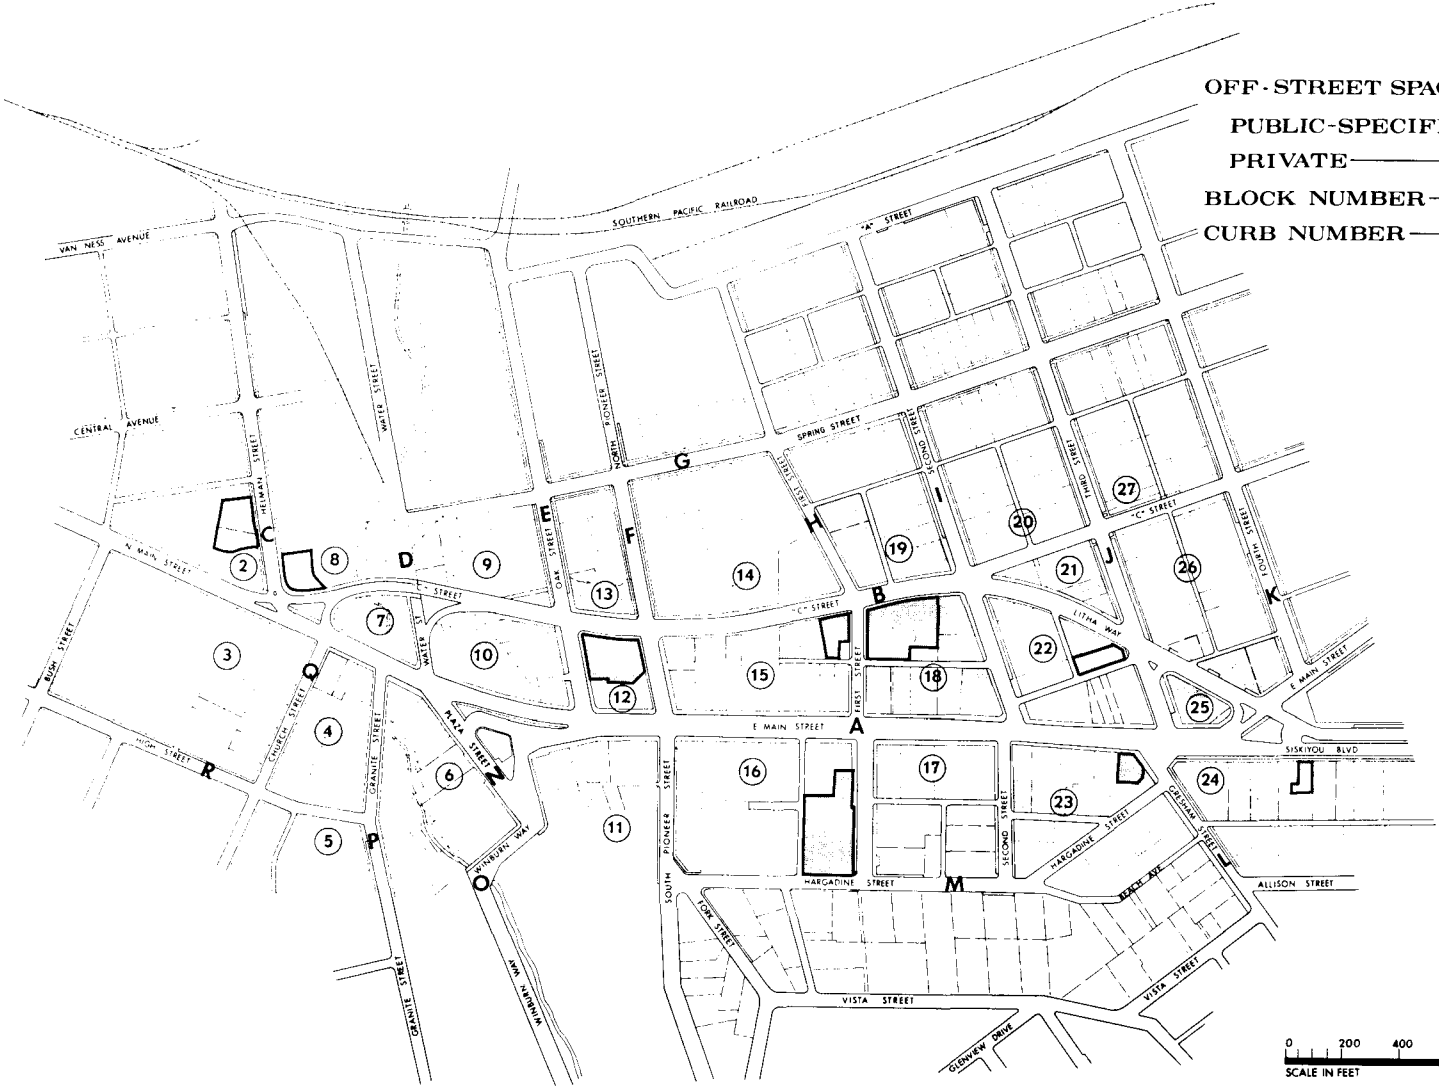 OFF-STREET SPA
PUBLIC-SPECIF
PRIVATE
BLOCK NUMBER
CURB NUMBER
SOUTHERN PACIFIC RAILROAD
"A" STREET
VAN NESS AVENUE
WATER STREET
NORTH PIONEER STREET
CENTRAL AVENUE
HELMAN STREET
SPRING STREET
SECOND STREET
G
FIRST STREET
THIRD STREET
I
27
"C" STREET
E
H
20
FOURTH STREET
C
F
N MAIN STREET
OAK STREET
19
J
2
8
D
9
13
14
21
26
"C" STREET
B
K
"C" STREET
LITHA WAY
7
WATER ST
BUSH STREET
3
10
22
Q
15
18
E MAIN STREET
12
FIRST STREET
25
CHURCH STREET
4
PLAZA STREET
E MAIN STREET
A
HIGH STREET
GRANITE STREET
SISKIYOU BLVD
R
6
N
16
17
24
SOUTH PIONEER STREET
23
GRESHAM STREET
11
SECOND STREET
HARGADINE STREET
5
P
WINBURN WAY
L
O
HARGADINE STREET
M
BEACH AVE
ALLISON STREET
FORK STREET
GRANITE STREET
WINBURN WAY
VISTA STREET
VISTA STREET
GLENVIEW DRIVE
0 200 400
SCALE IN FEET